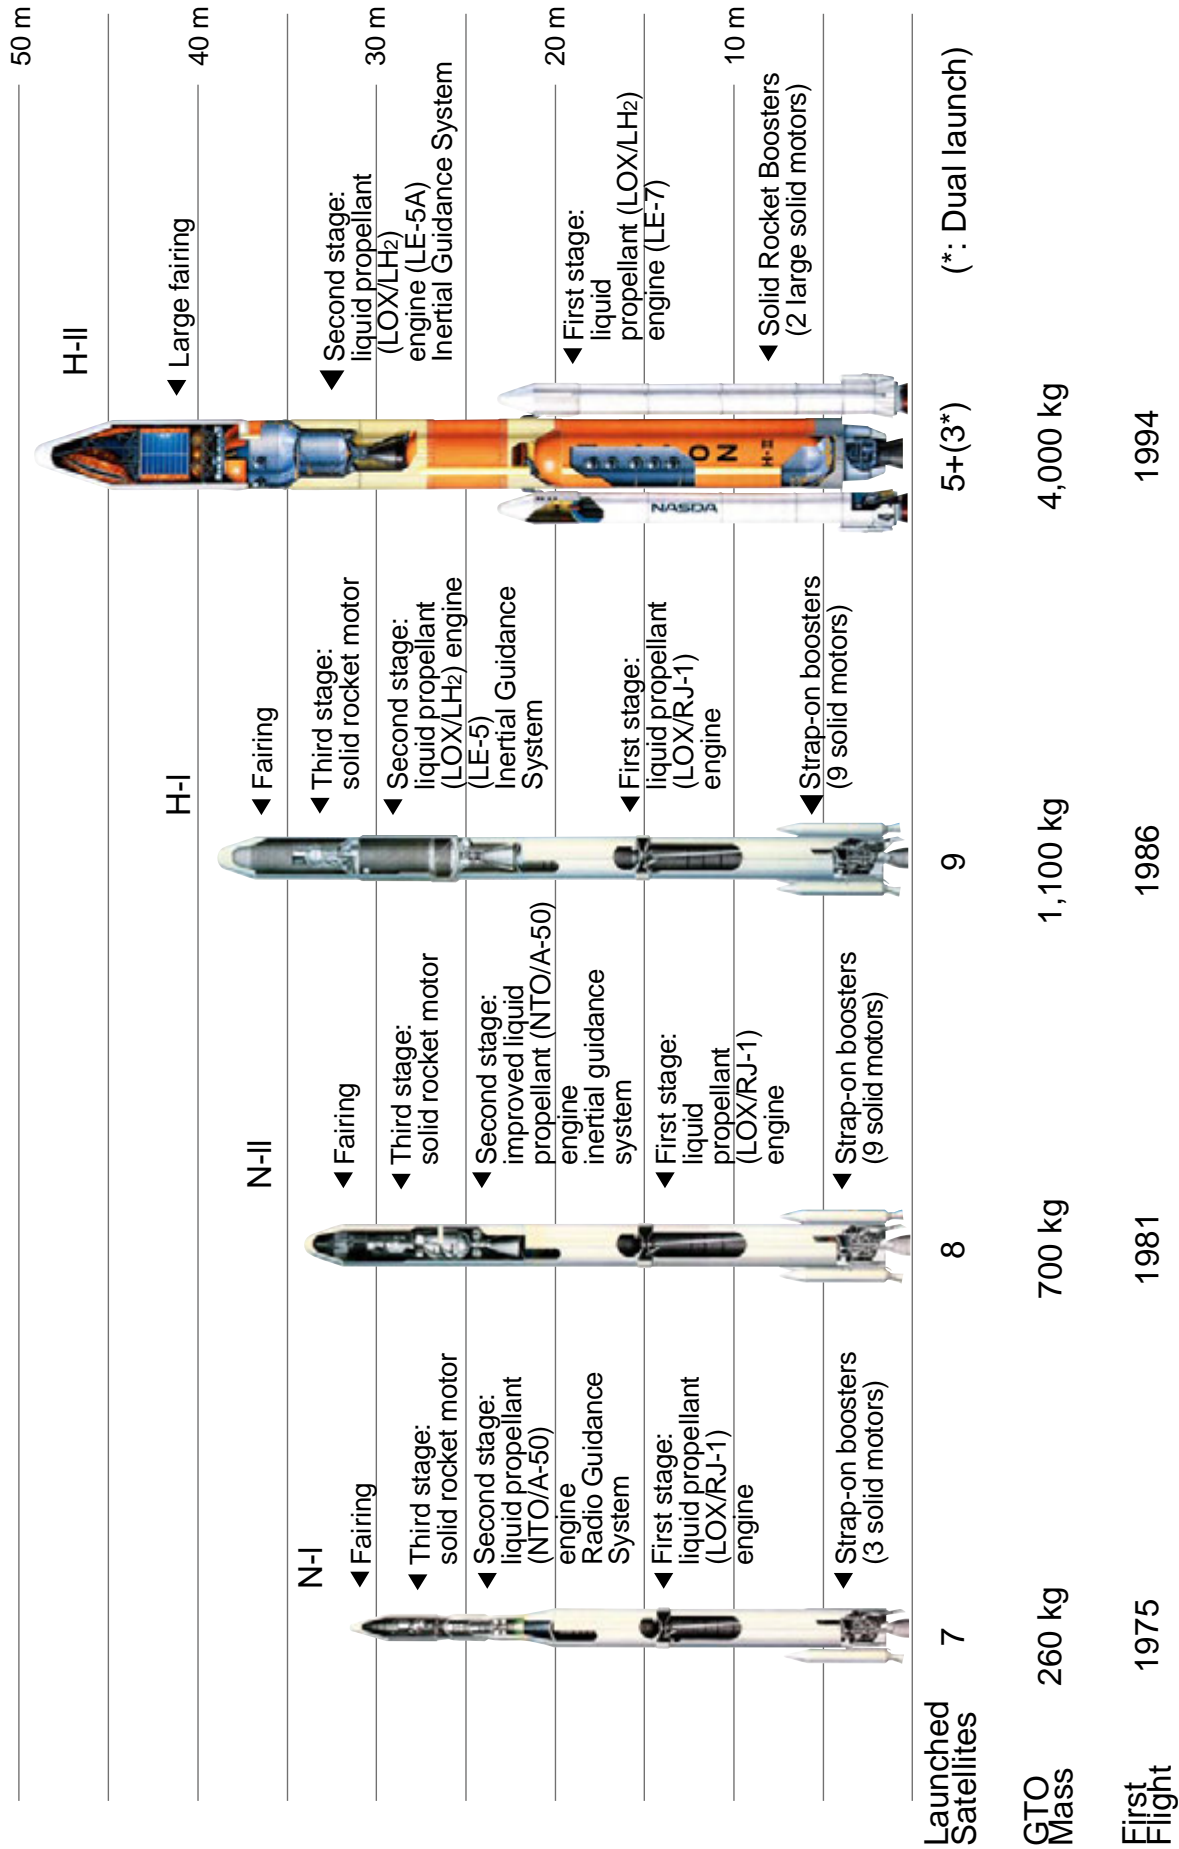 50 m
40 m
30 m
20 m
10 m
N-I
Fairing
Third stage:
solid rocket motor
Second stage:
liquid propellant
(NTO/A-50)
engine
Radio Guidance
System
First stage:
liquid propellant
(LOX/RJ-1)
engine
Strap-on boosters
(3 solid motors)
N-II
Fairing
Third stage:
solid rocket motor
Second stage:
improved liquid
propellant (NTO/A-50)
engine
inertial guidance
system
First stage:
liquid
propellant
(LOX/RJ-1)
engine
Strap-on boosters
(9 solid motors)
H-I
Fairing
Third stage:
solid rocket motor
Second stage:
liquid propellant
(LOX/LH2) engine
(LE-5)
Inertial Guidance
System
First stage:
liquid propellant
(LOX/RJ-1)
engine
Strap-on boosters
(9 solid motors)
H-II
Large fairing
Second stage:
liquid propellant
(LOX/LH2)
engine (LE-5A)
Inertial Guidance System
First stage:
liquid
propellant (LOX/LH2)
engine (LE-7)
Solid Rocket Boosters
(2 large solid motors)
NASDA
O
N
H-II
Launched
Satellites
7
8
9
5+(3*)
(*: Dual launch)
GTO
Mass
260 kg
700 kg
1,100 kg
4,000 kg
First
Flight
1975
1981
1986
1994